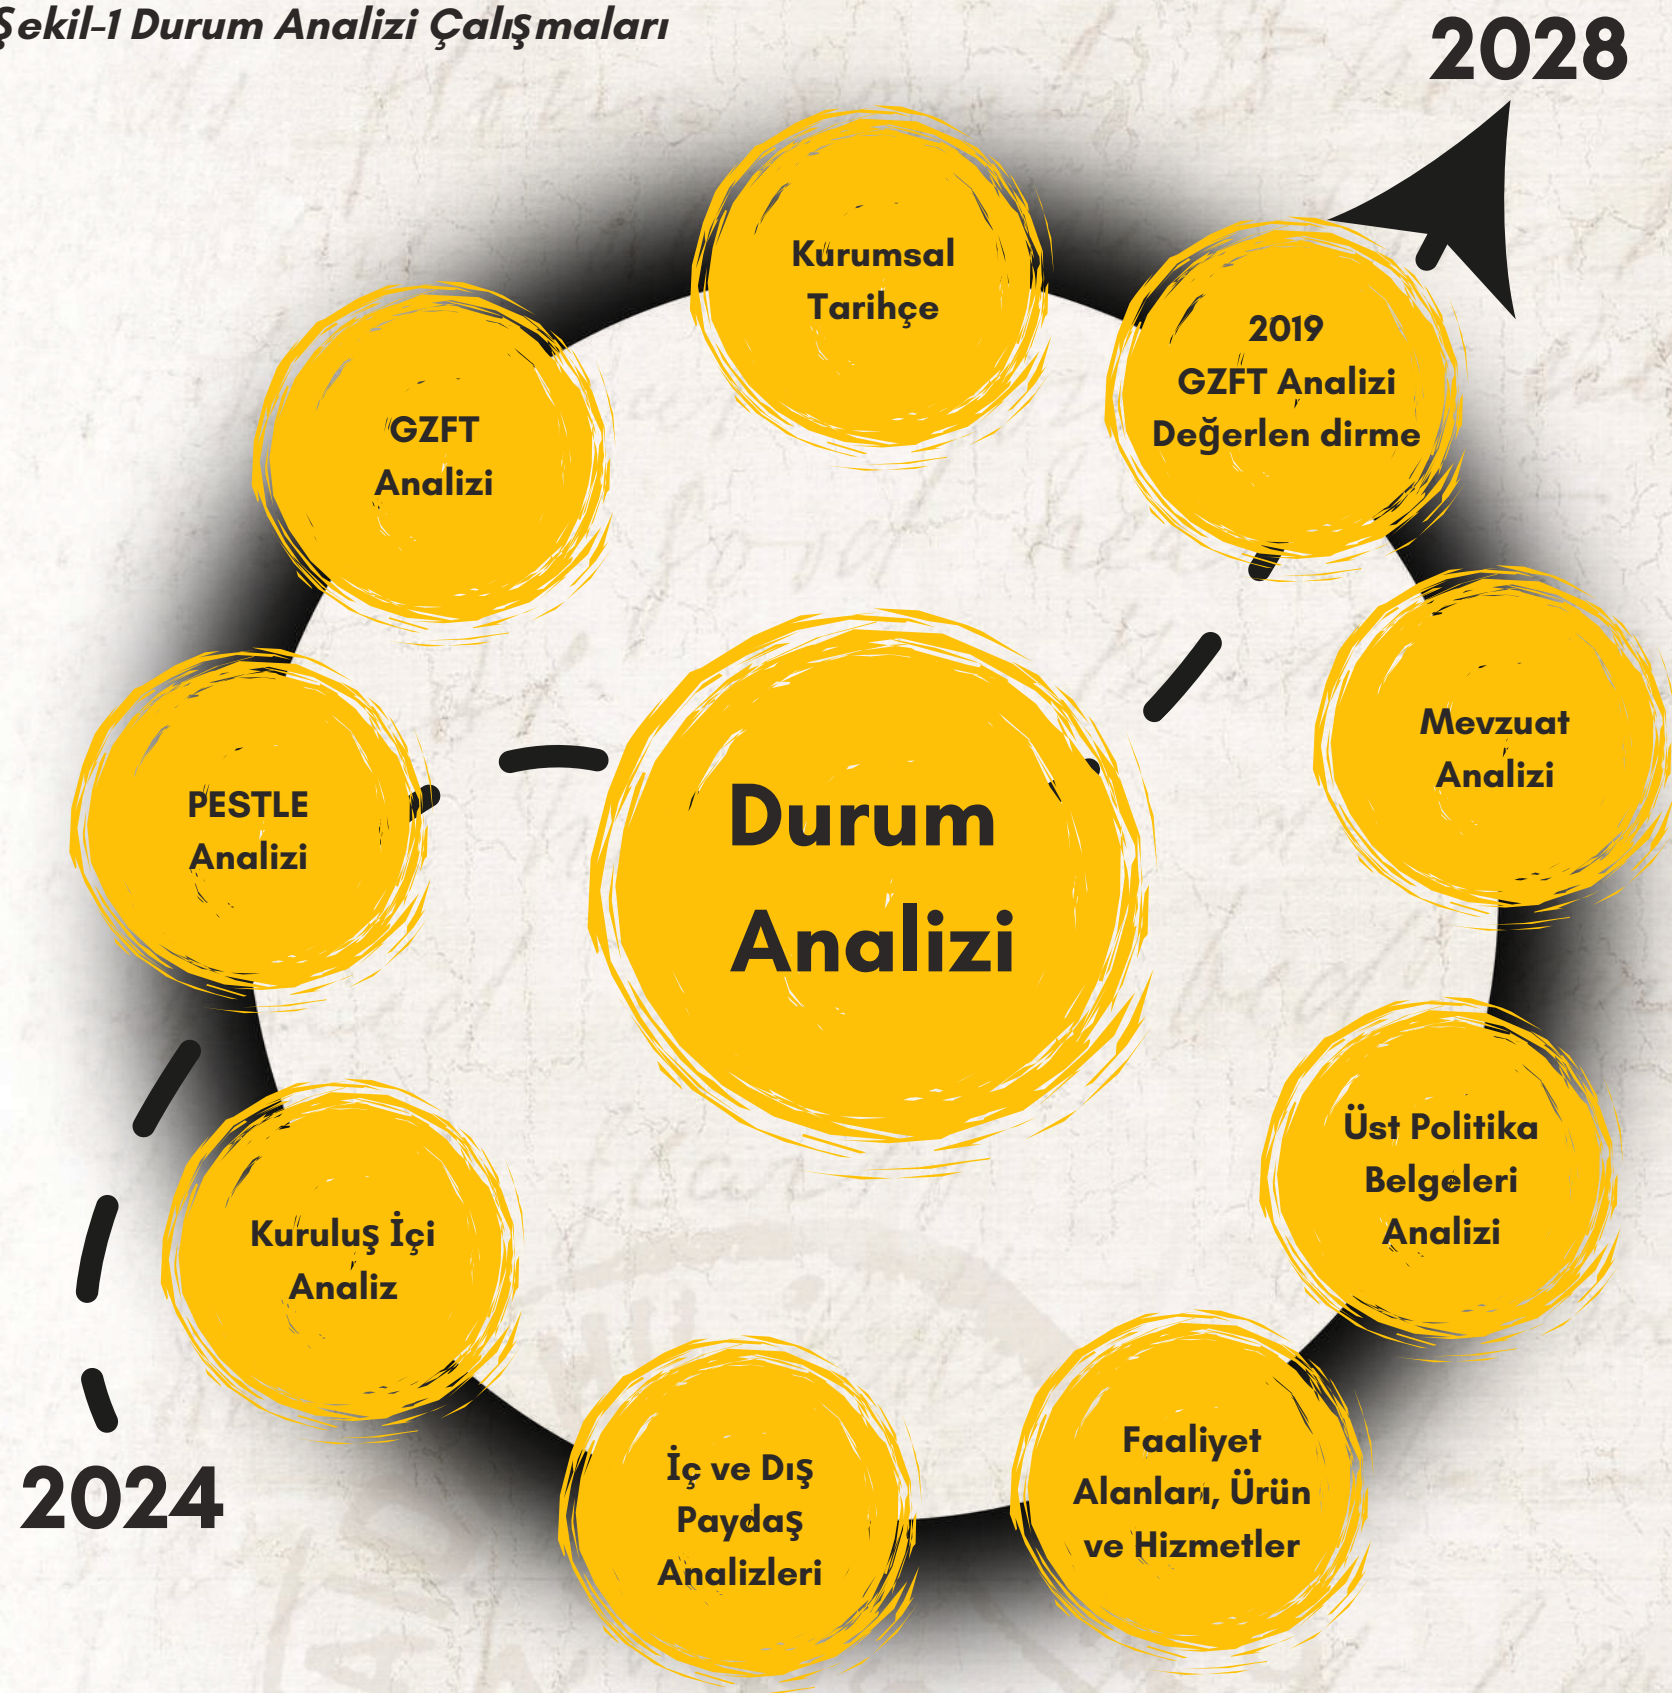 Şekil-1 Durum Analizi Çalışmaları
2028
Kurumsal
Tarihçe
2019
GZFT Analizi
Değerlen dirme
Mevzuat
Analizi
Üst Politika
Belgeleri
Analizi
Faaliyet
Alanları, Ürün
ve Hizmetler
İç ve Dış
Paydaş
Analizleri
Kuruluş İçi
Analiz
PESTLE
Analizi
GZFT
Analizi
Durum
Analizi
2024